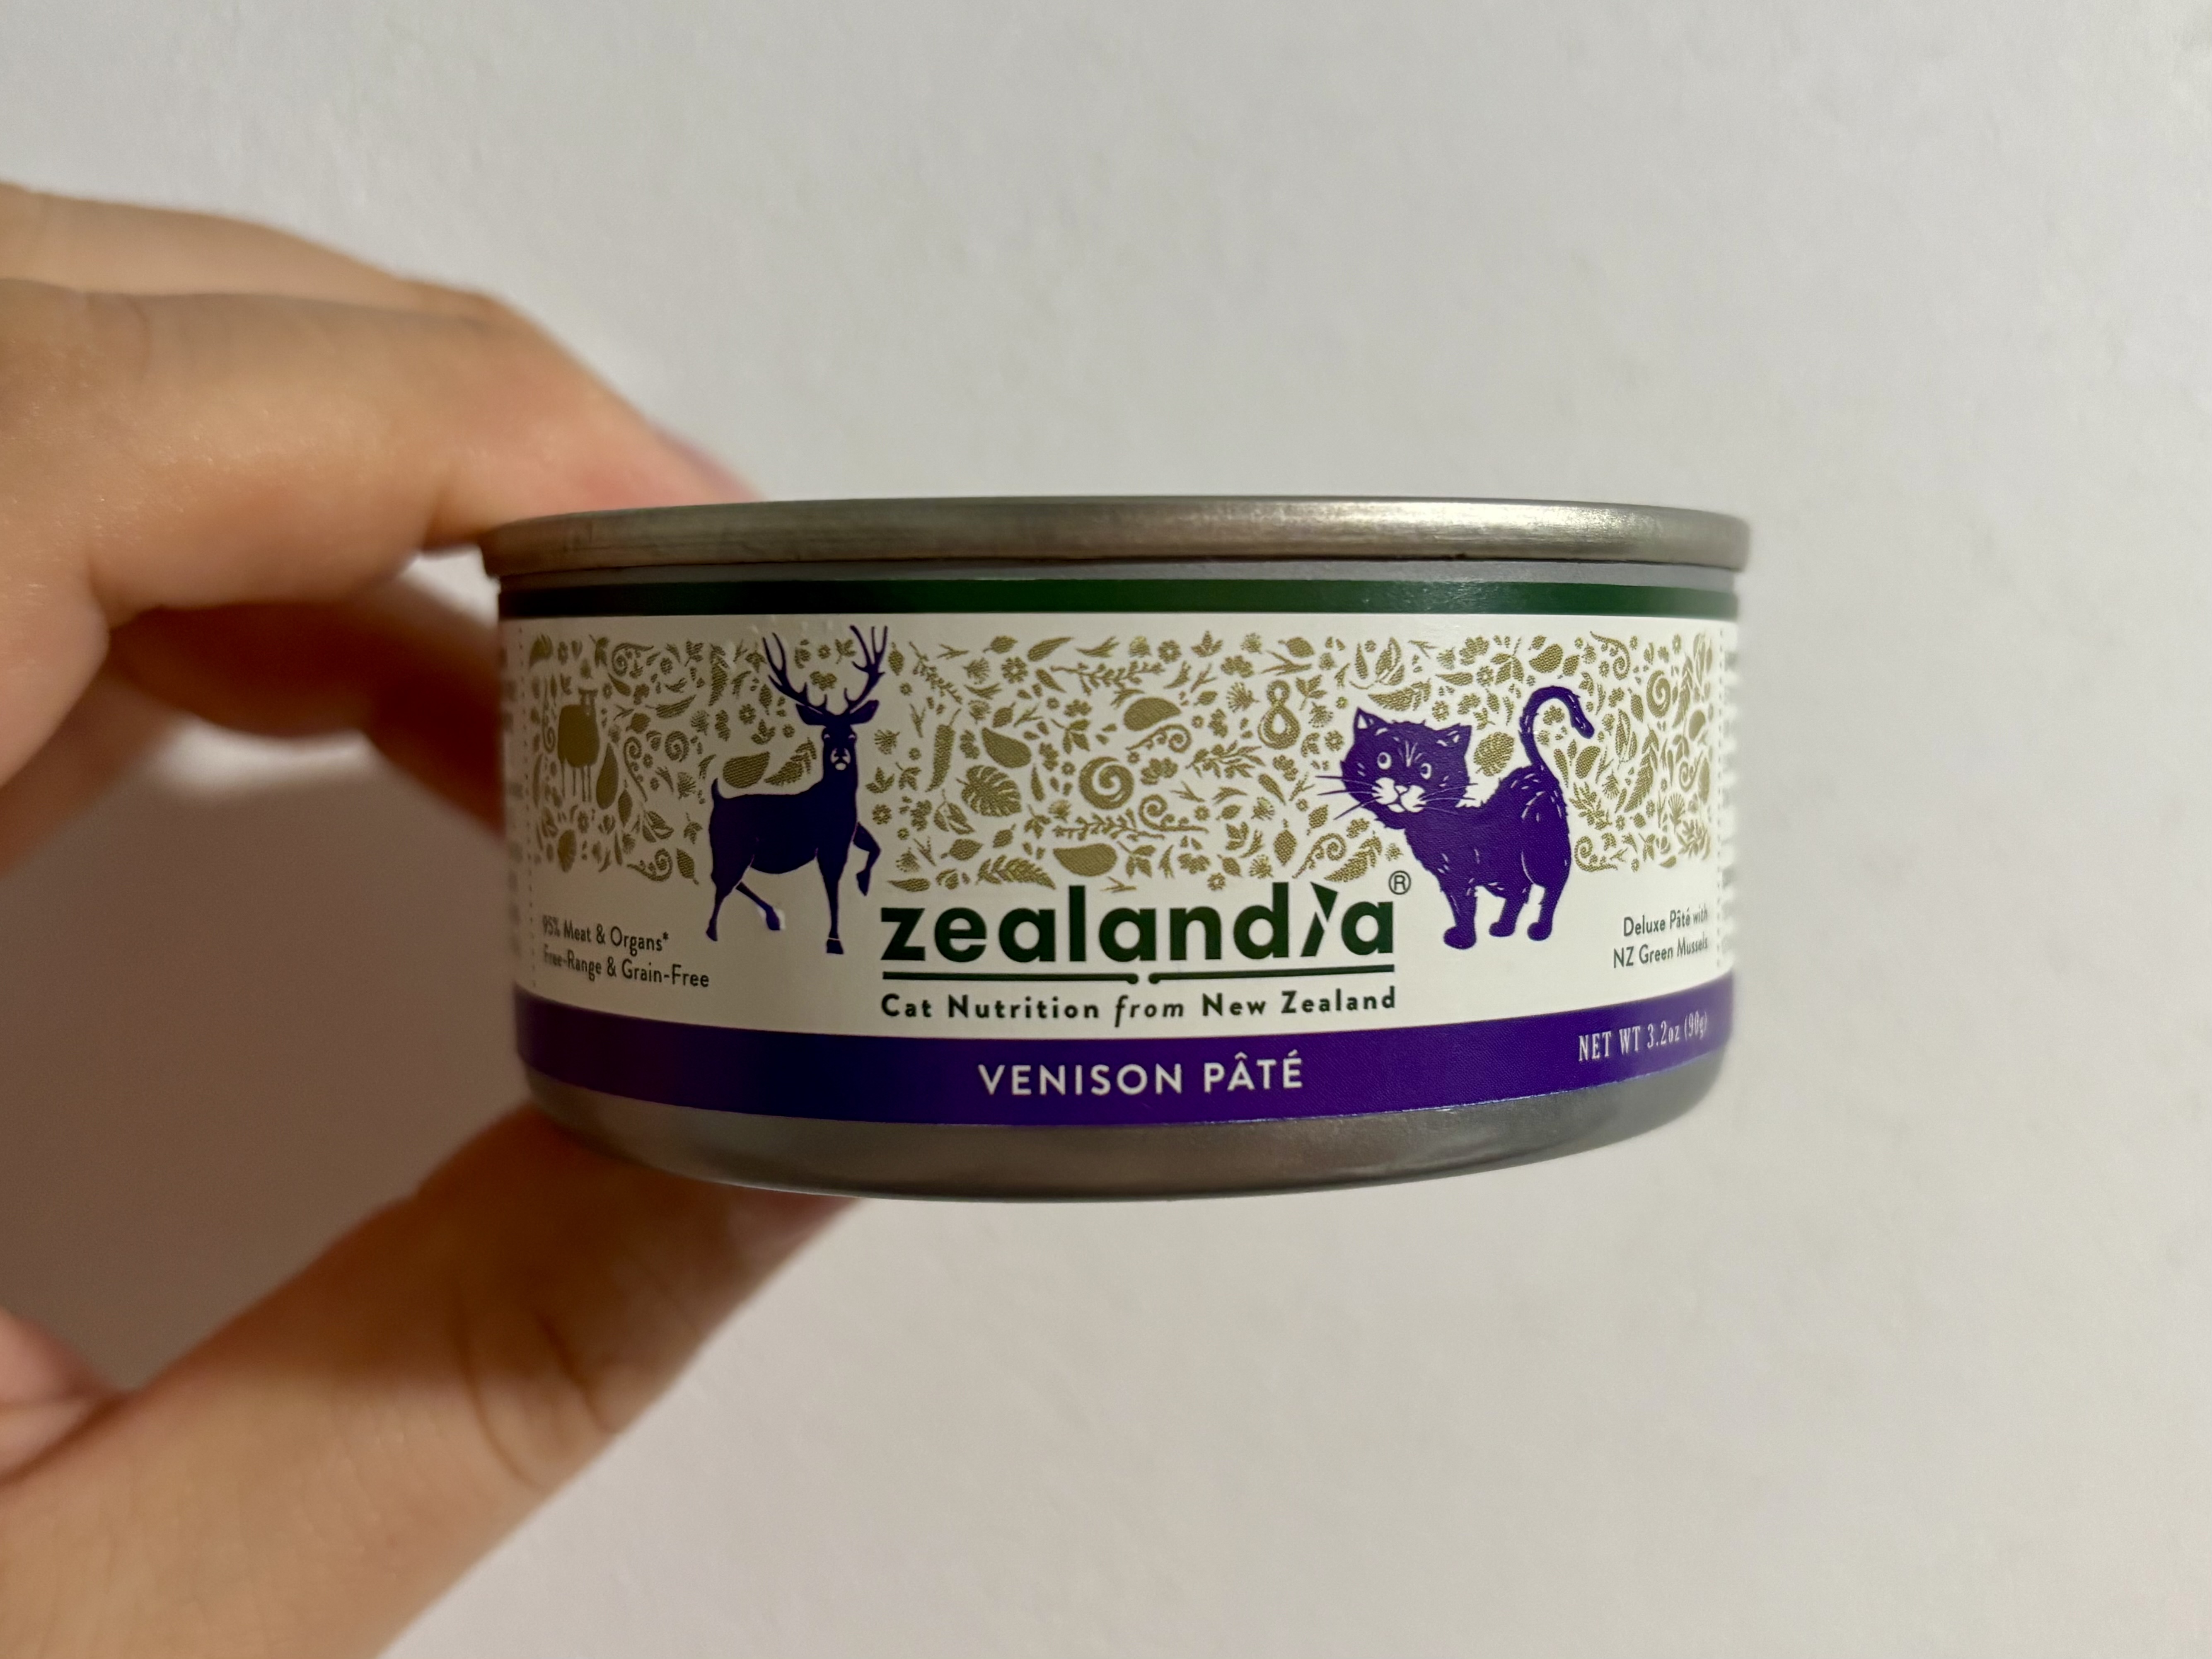 95% Meat & Organs*
Free-Range & Grain-Free
zealandia®
Cat Nutrition from New Zealand
Deluxe Pâté with
NZ Green Mussels
VENISON PÂTÉ
NET WT 3.2oz (90g)